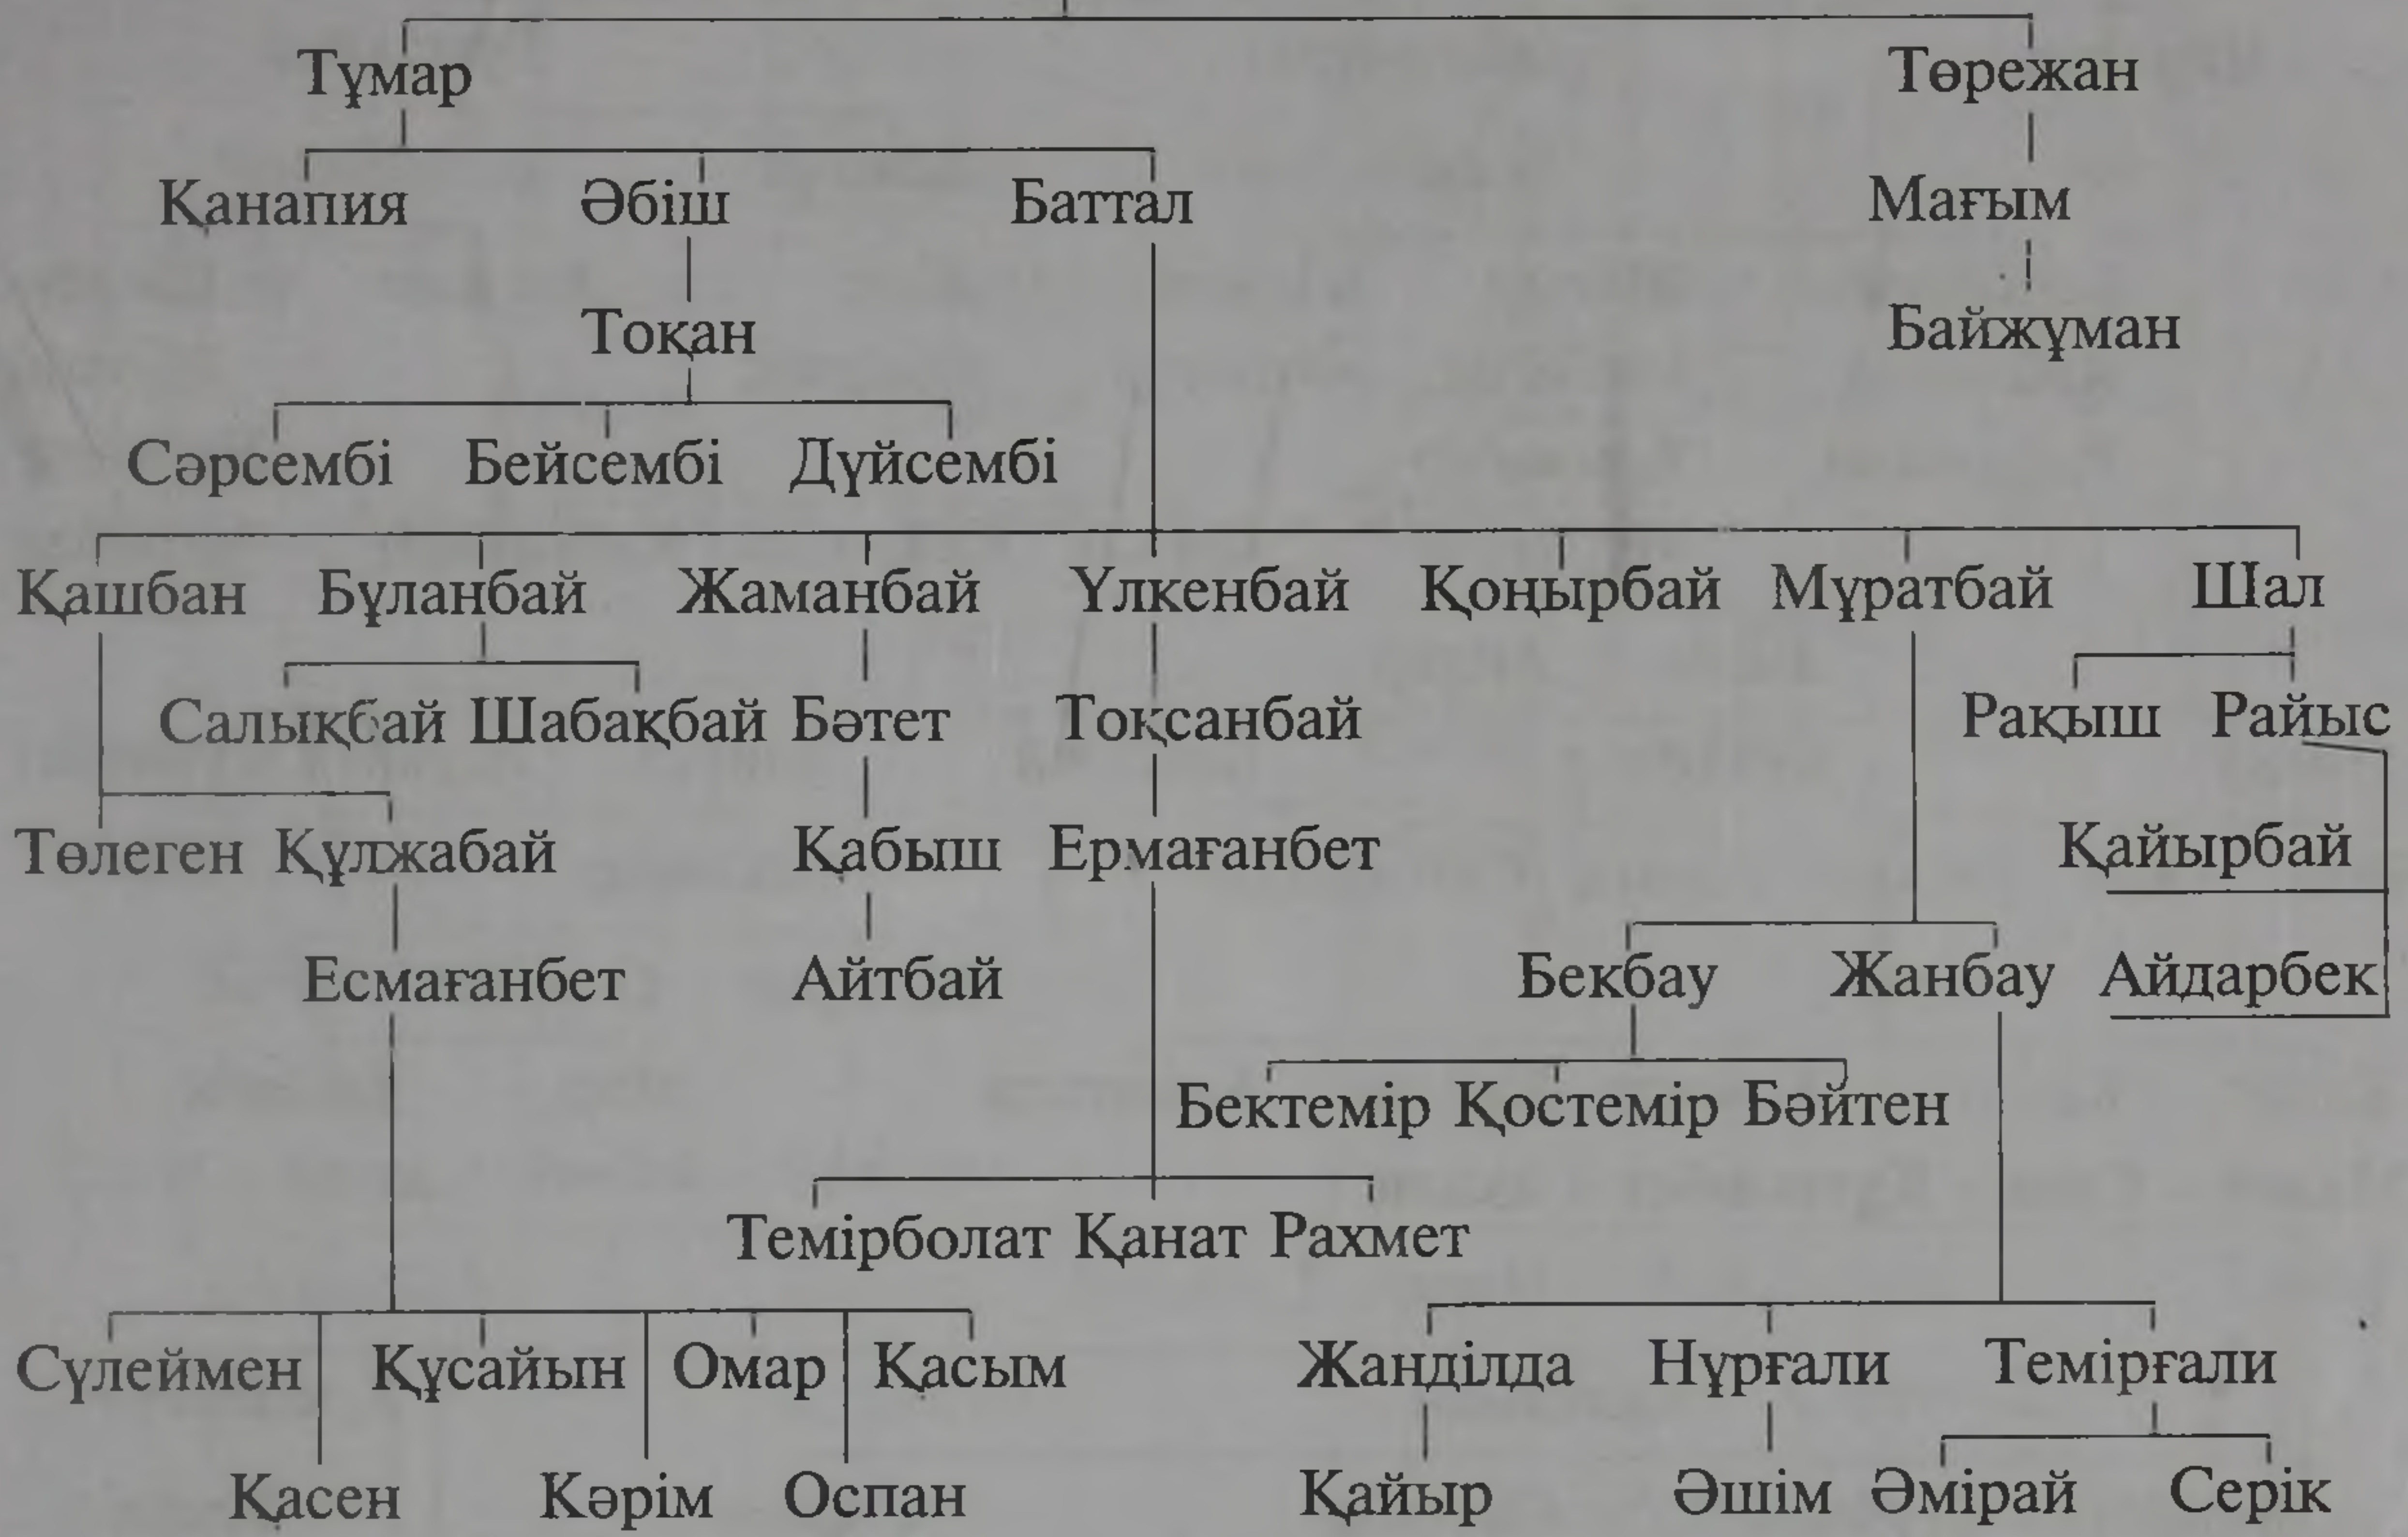 Тұмар Төрежан
Қанапия Әбіш Баттал Мағым
Тоқан Байжұман
Сәрсембі Бейсембі Дүйсембі
Қашбан Бұланбай Жаманбай Үлкенбай Қоңырбай Мұратбай Шал
Салықбай Шабақбай Бәтет Тоқсанбай Рақыш Райыс
Төлеген Құлжабай Қабыш Ермағанбет Қайырбай
Есмағанбет Айтбай Бекбау Жанбау Айдарбек
Бектемір Қостемір Бәйтен
Темірболат Қанат Рахмет
Сүлеймен Құсайын Омар Қасым Жанділда Нұрғали Темірғали
Қасен Кәрім Оспан Қайыр Әшім Әмірай Серік